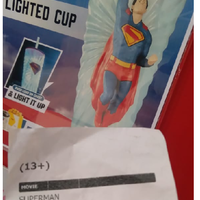 LIGHTED CUP
& LIGHT IT UP
(13+)
MOVIE
SUPERMAN